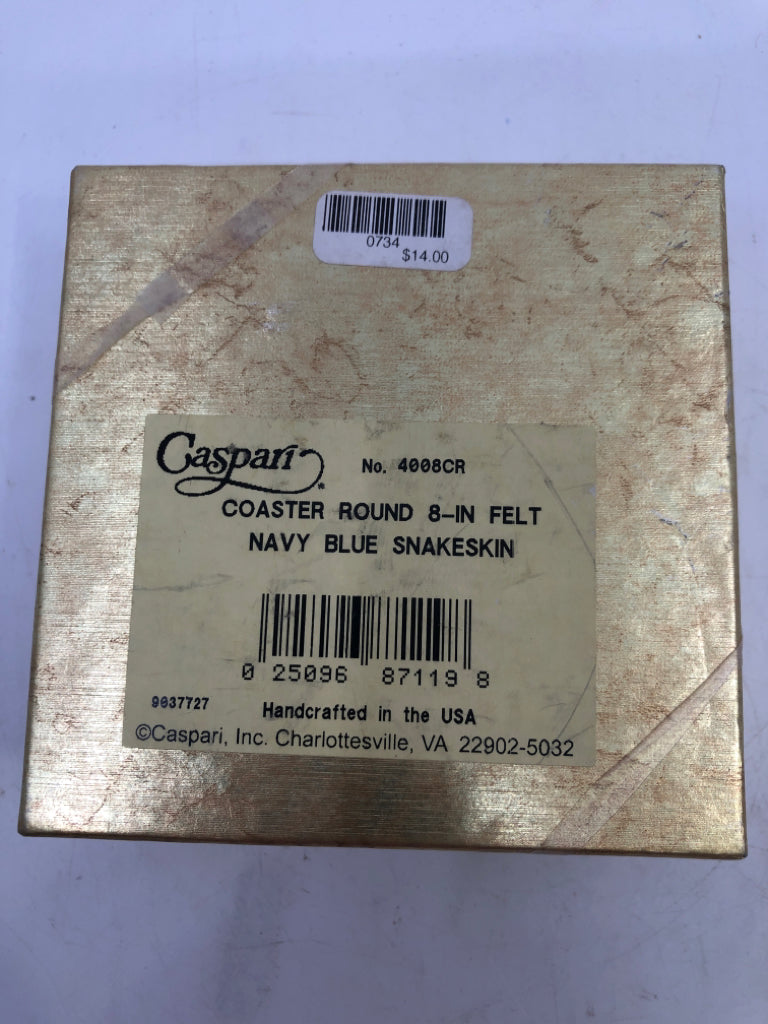 0734
$14.00
Caspari®
No. 4008CR
COASTER ROUND 8-IN FELT
NAVY BLUE SNAKESKIN
0 25096 87119 8
9037727
Handcrafted in the USA
©Caspari, Inc. Charlottesville, VA 22902-5032